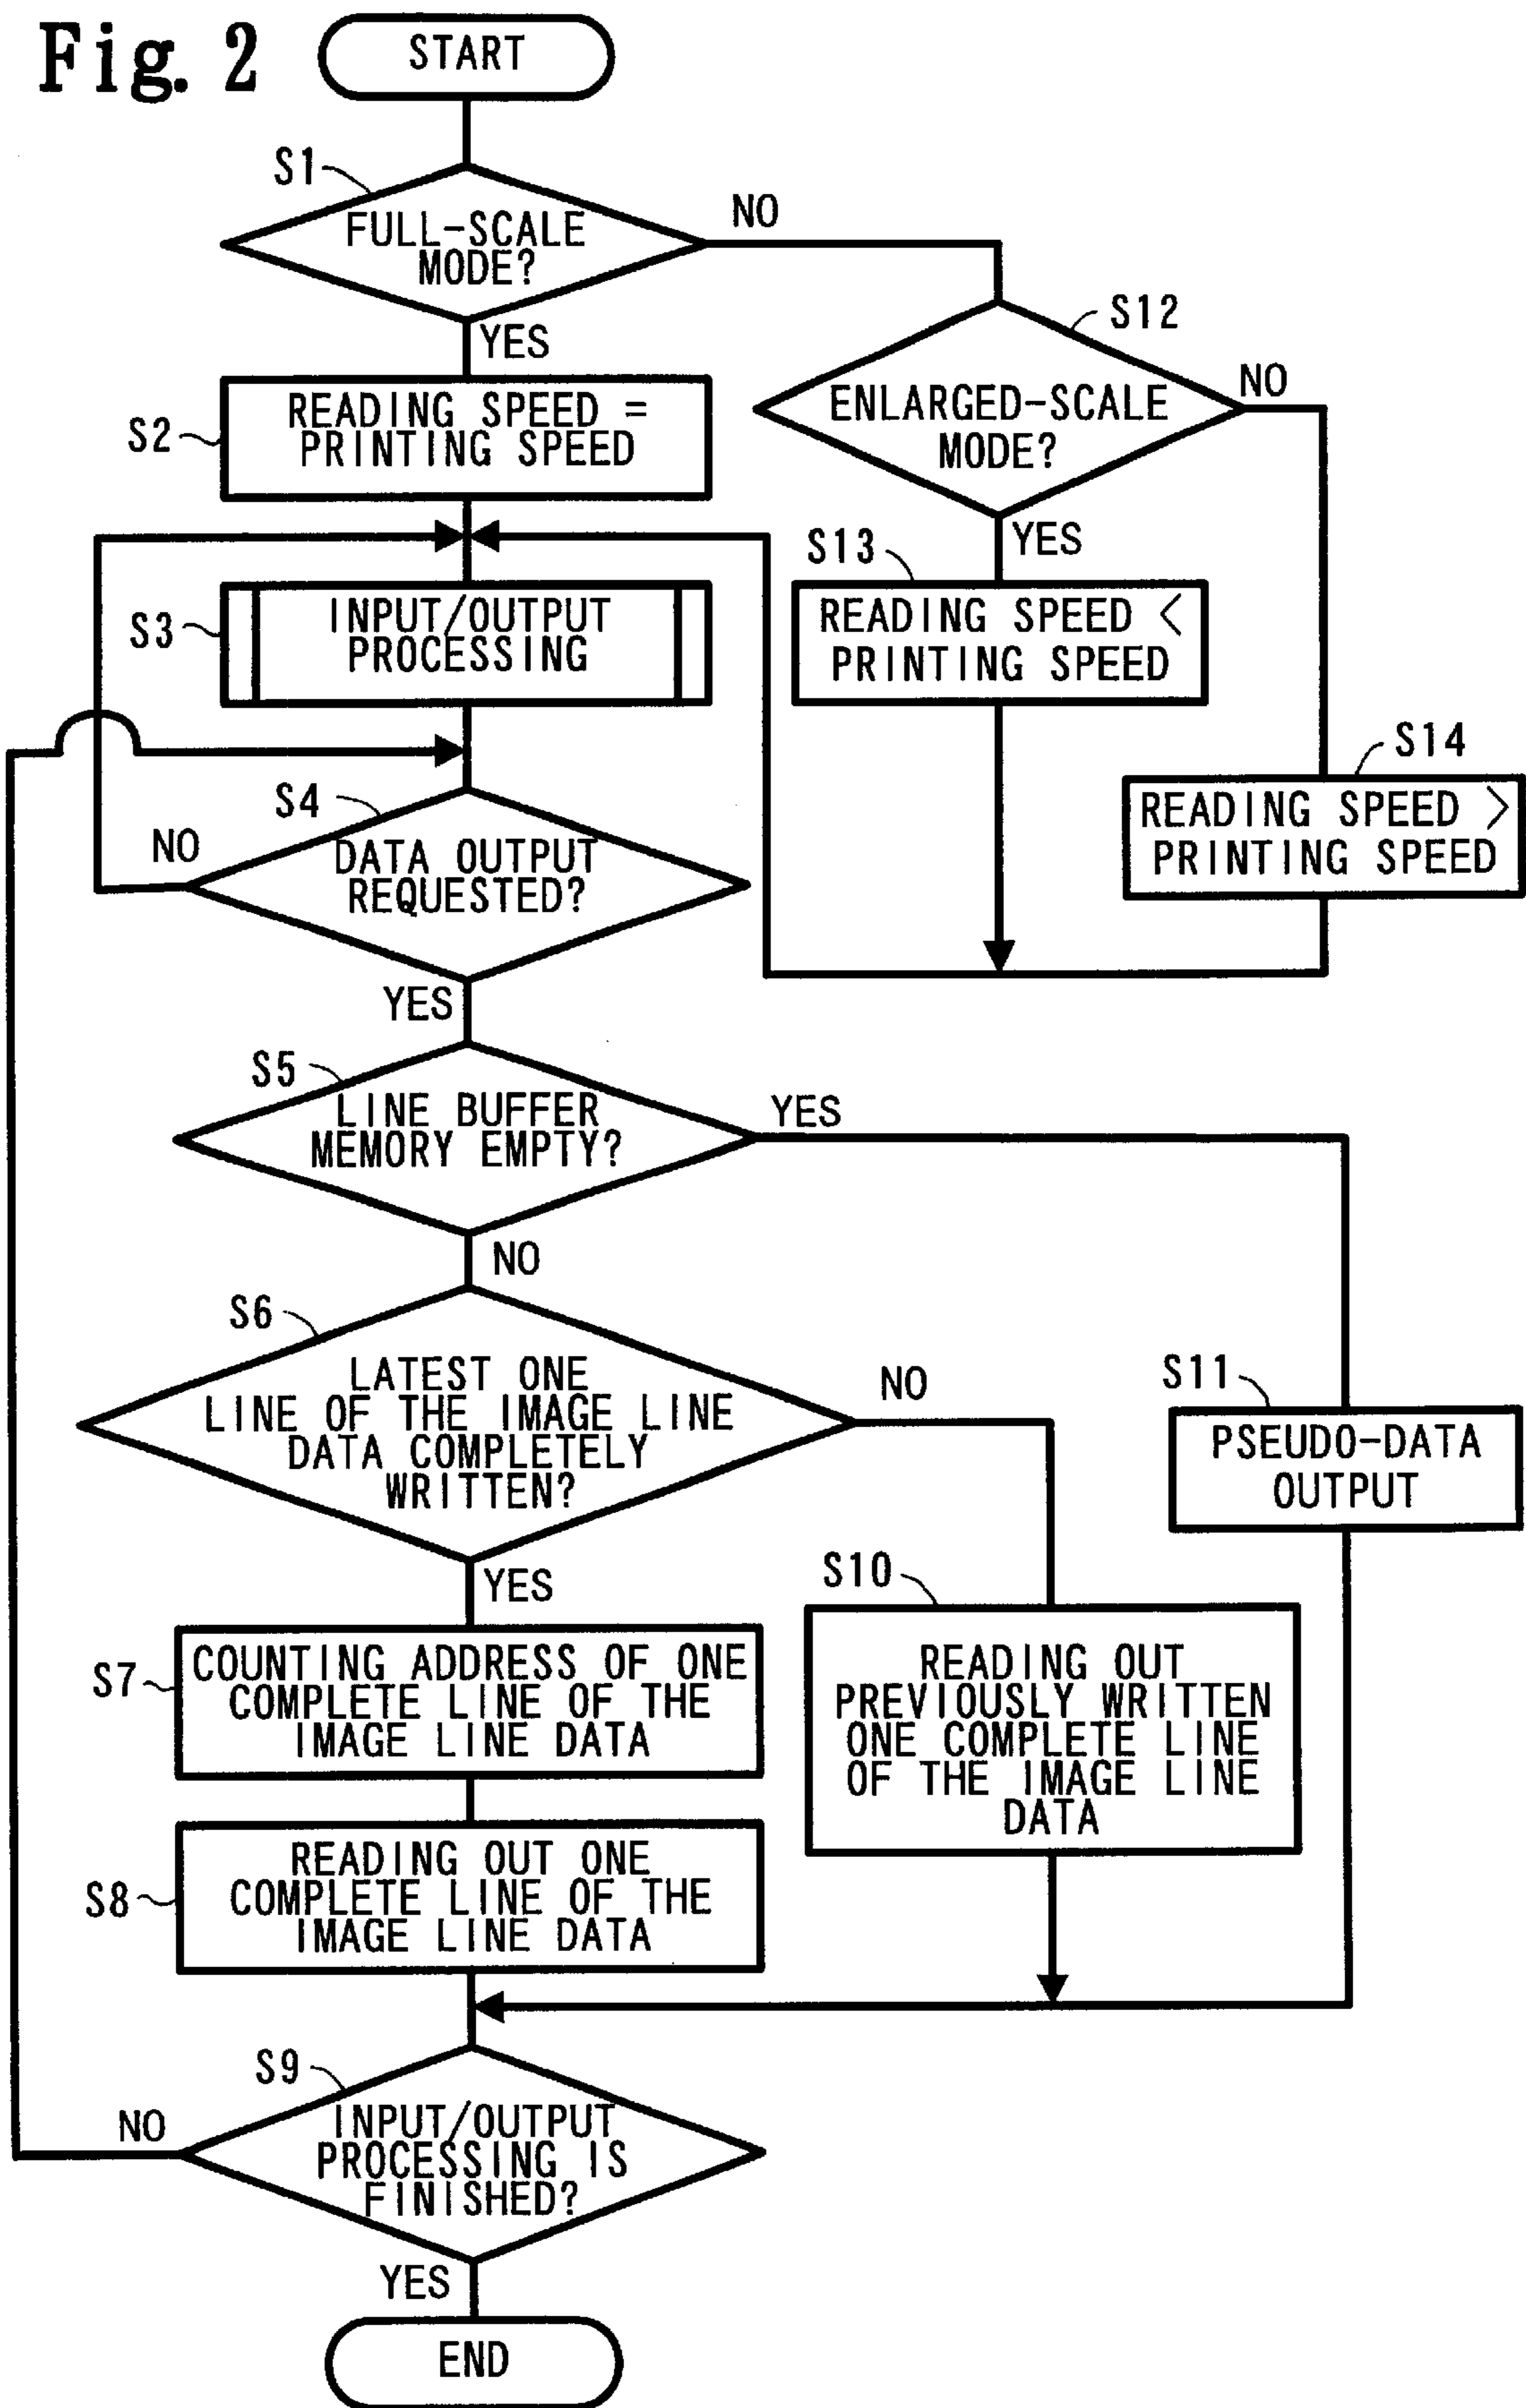 Fig. 2
START
S1
FULL-SCALE
MODE?
NO
YES
S12
ENLARGED-SCALE
MODE?
NO
YES
S2
READING SPEED =
PRINTING SPEED
S13
READING SPEED <
PRINTING SPEED
S3
INPUT/OUTPUT
PROCESSING
S14
READING SPEED >
PRINTING SPEED
S4
DATA OUTPUT
REQUESTED?
NO
YES
S5
LINE BUFFER
MEMORY EMPTY?
YES
NO
S6
LATEST ONE
LINE OF THE IMAGE LINE
DATA COMPLETELY
WRITTEN?
NO
YES
S11
PSEUDO-DATA
OUTPUT
S10
READING OUT
PREVIOUSLY WRITTEN
ONE COMPLETE LINE
OF THE IMAGE LINE
DATA
S7
COUNTING ADDRESS OF ONE
COMPLETE LINE OF THE
IMAGE LINE DATA
S8
READING OUT ONE
COMPLETE LINE OF THE
IMAGE LINE DATA
S9
INPUT/OUTPUT
PROCESSING IS
FINISHED?
NO
YES
END